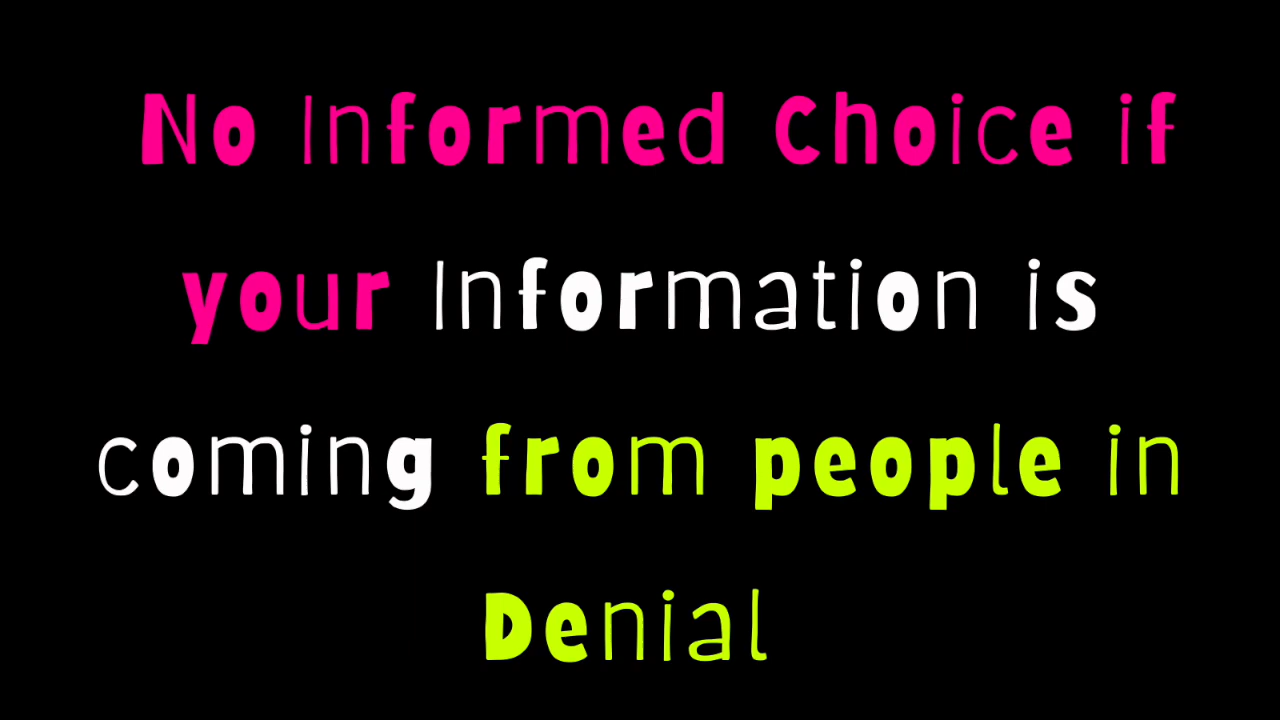 No Informed Choice if
your Information is
coming from people in
Denial